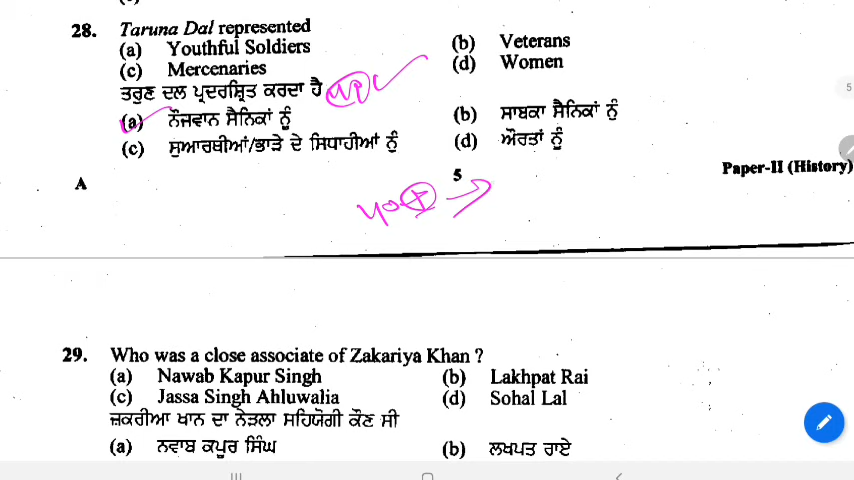 28. Taruna Dal represented
(a) Youthful Soldiers (b) Veterans
(c) Mercenaries (d) Women
ਤਰੁਣ ਦਲ ਪ੍ਰਦਰਸ਼ਿਤ ਕਰਦਾ ਹੈ
(a) ਨੌਜਵਾਨ ਸੈਨਿਕਾਂ ਨੂੰ (b) ਸਾਬਕਾ ਸੈਨਿਕਾਂ ਨੂੰ
(c) ਸੁਆਰਥੀਆਂ/ਭਾੜੇ ਦੇ ਸਿਧਾਹੀਆਂ ਨੂੰ (d) ਔਰਤਾਂ ਨੂੰ
A 5 Paper-II (History)
29. Who was a close associate of Zakariya Khan ?
(a) Nawab Kapur Singh (b) Lakhpat Rai
(c) Jassa Singh Ahluwalia (d) Sohal Lal
ਜ਼ਕਰੀਆ ਖਾਨ ਦਾ ਨੇੜਲਾ ਸਹਿਯੋਗੀ ਕੌਣ ਸੀ
(a) ਨਵਾਬ ਕਪੂਰ ਸਿੰਘ (b) ਲਖਪਤ ਰਾਏ
5